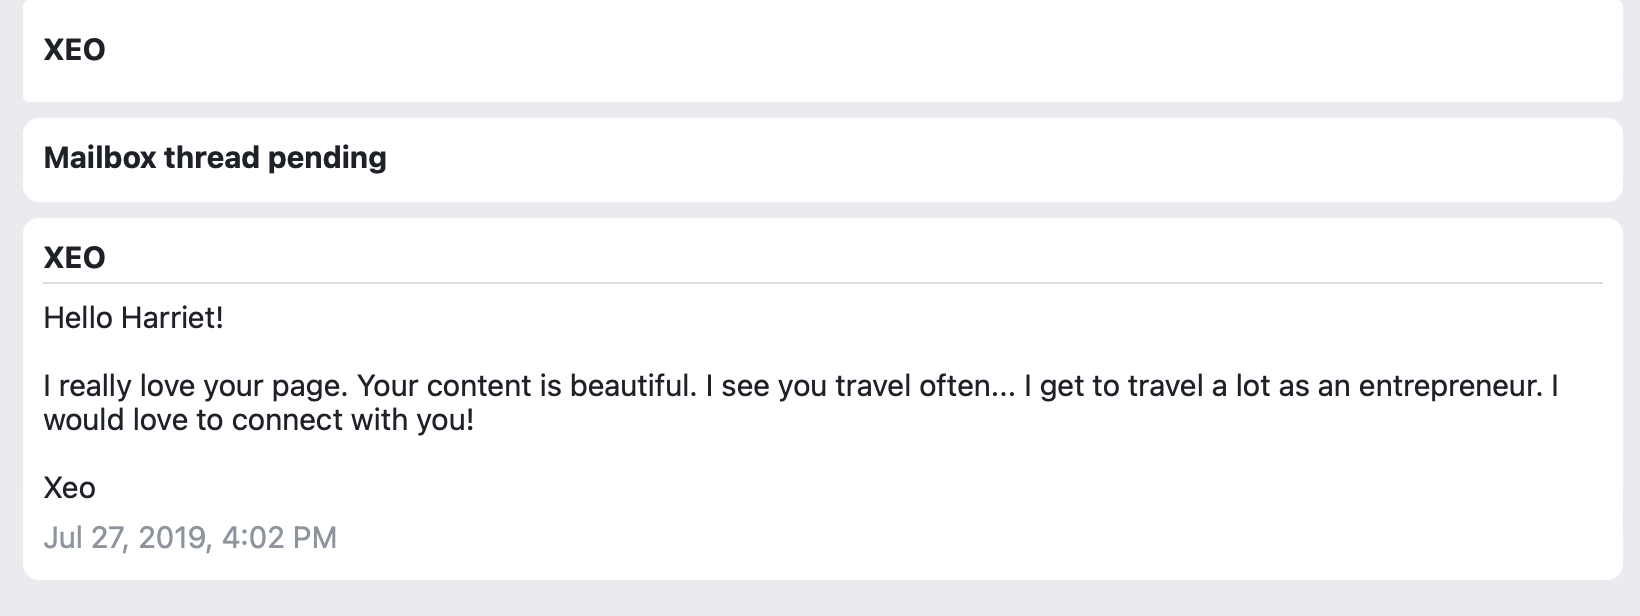 XEO
Mailbox thread pending
XEO
Hello Harriet!
I really love your page. Your content is beautiful. I see you travel often... I get to travel a lot as an entrepreneur. I
would love to connect with you!
Xeo
Jul 27, 2019, 4:02 PM